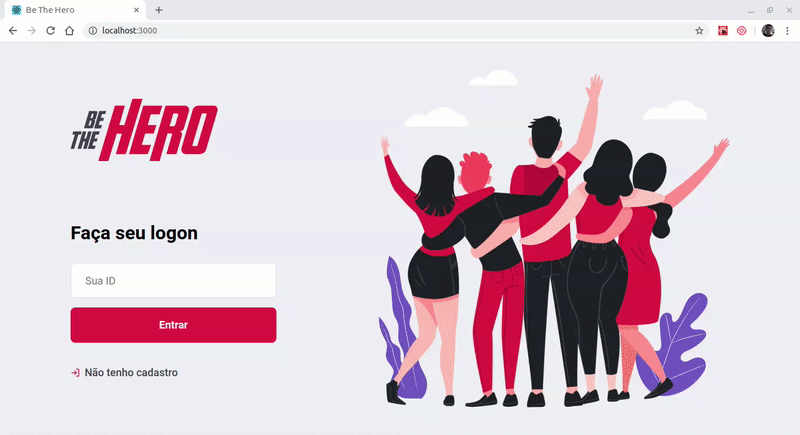 Be The Hero
localhost:3000
BE
THE HERO
Faça seu logon
Sua ID
Entrar
Não tenho cadastro